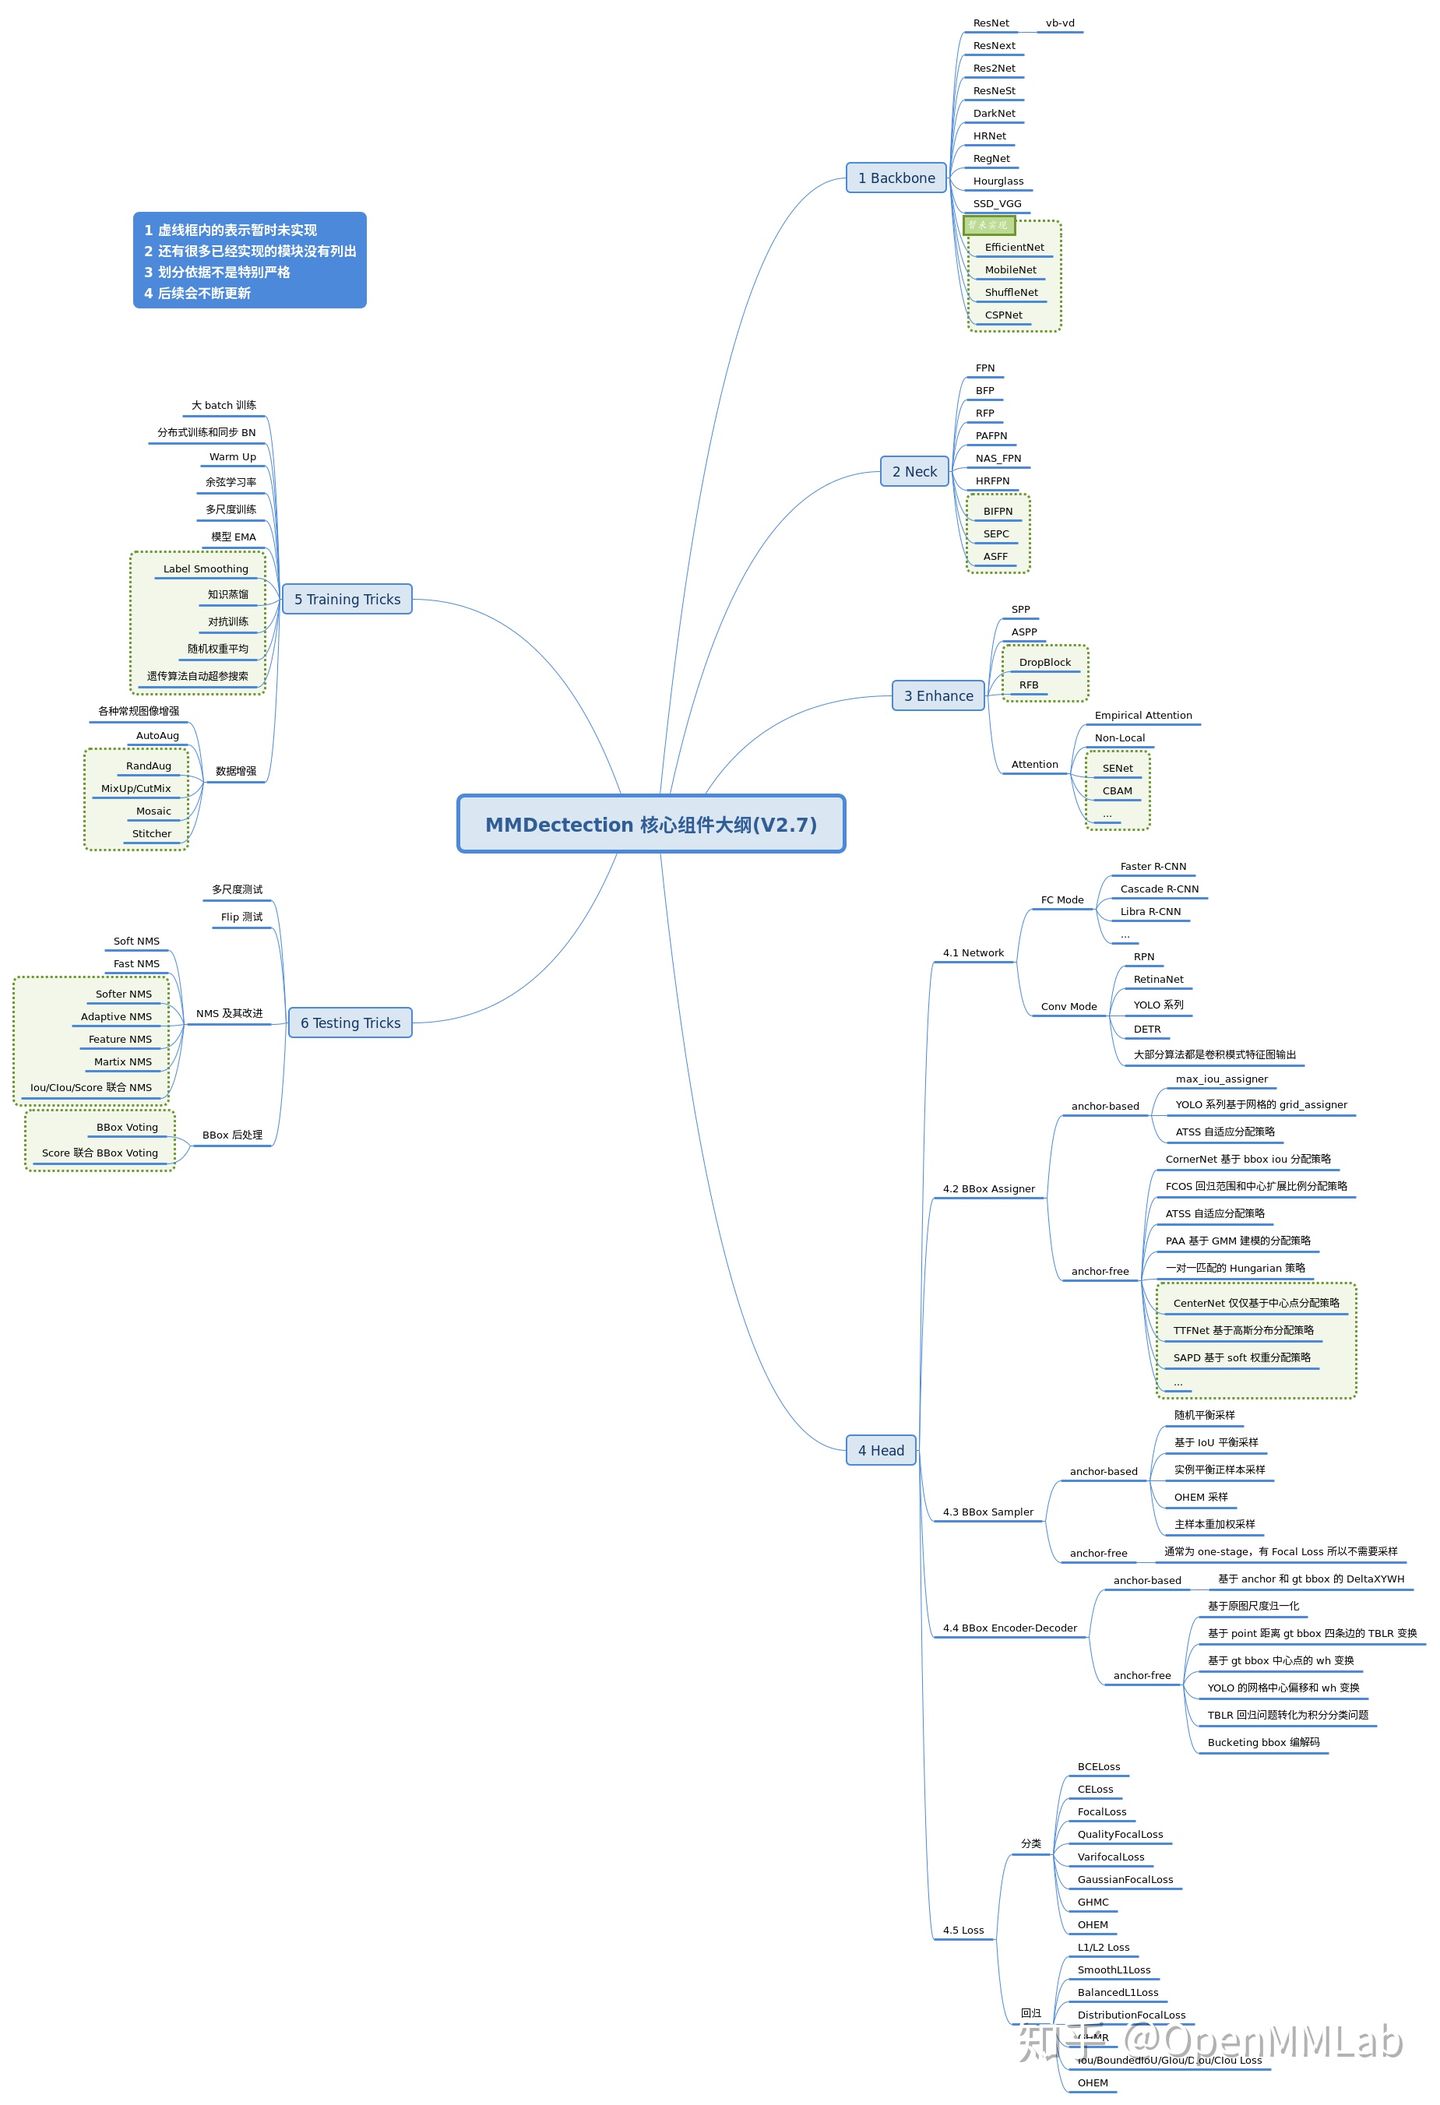 MMDectection 核心组件大纲(V2.7)
1 虚线框内的表示暂时未实现
2 还有很多已经实现的模块没有列出
3 划分依据不是特别严格
4 后续会不断更新
1 Backbone
ResNet
vb-vd
ResNext
Res2Net
ResNeSt
DarkNet
HRNet
RegNet
Hourglass
SSD_VGG
暂未实现
EfficientNet
MobileNet
ShuffleNet
CSPNet
2 Neck
FPN
BFP
RFP
PAFPN
NAS_FPN
HRFPN
BIFPN
SEPC
ASFF
3 Enhance
SPP
ASPP
DropBlock
RFB
Attention
Empirical Attention
Non-Local
SENet
CBAM
...
4 Head
4.1 Network
FC Mode
Faster R-CNN
Cascade R-CNN
Libra R-CNN
...
Conv Mode
RPN
RetinaNet
YOLO 系列
DETR
大部分算法都是卷积模式特征图输出
4.2 BBox Assigner
anchor-based
max_iou_assigner
YOLO 系列基于网格的 grid_assigner
ATSS 自适应分配策略
anchor-free
CornerNet 基于 bbox iou 分配策略
FCOS 回归范围和中心扩展比例分配策略
ATSS 自适应分配策略
PAA 基于 GMM 建模的分配策略
一对一匹配的 Hungarian 策略
CenterNet 仅仅基于中心点分配策略
TTFNet 基于高斯分布分配策略
SAPD 基于 soft 权重分配策略
...
4.3 BBox Sampler
anchor-based
随机平衡采样
基于 IoU 平衡采样
实例平衡正样本采样
OHEM 采样
主样本重加权采样
anchor-free
通常为 one-stage，有 Focal Loss 所以不需要采样
4.4 BBox Encoder-Decoder
anchor-based
基于 anchor 和 gt bbox 的 DeltaXYWH
anchor-free
基于原图尺度归一化
基于 point 距离 gt bbox 四条边的 TBLR 变换
基于 gt bbox 中心点的 wh 变换
YOLO 的网格中心偏移和 wh 变换
TBLR 回归问题转化为积分分类问题
Bucketing bbox 编解码
4.5 Loss
分类
BCELoss
CELoss
FocalLoss
QualityFocalLoss
VarifocalLoss
GaussianFocalLoss
GHMC
OHEM
回归
L1/L2 Loss
SmoothL1Loss
BalancedL1Loss
DistributionFocalLoss
GHMR
Iou/BoundedIoU/GIou/DIou/CIou Loss
OHEM
5 Training Tricks
大 batch 训练
分布式训练和同步 BN
Warm Up
余弦学习率
多尺度训练
模型 EMA
Label Smoothing
知识蒸馏
对抗训练
随机权重平均
遗传算法自动超参搜索
数据增强
各种常规图像增强
AutoAug
RandAug
MixUp/CutMix
Mosaic
Stitcher
6 Testing Tricks
多尺度测试
Flip 测试
NMS 及其改进
Soft NMS
Fast NMS
Softer NMS
Adaptive NMS
Feature NMS
Martix NMS
Iou/CIou/Score 联合 NMS
BBox 后处理
BBox Voting
Score 联合 BBox Voting
知乎 @OpenMMLab